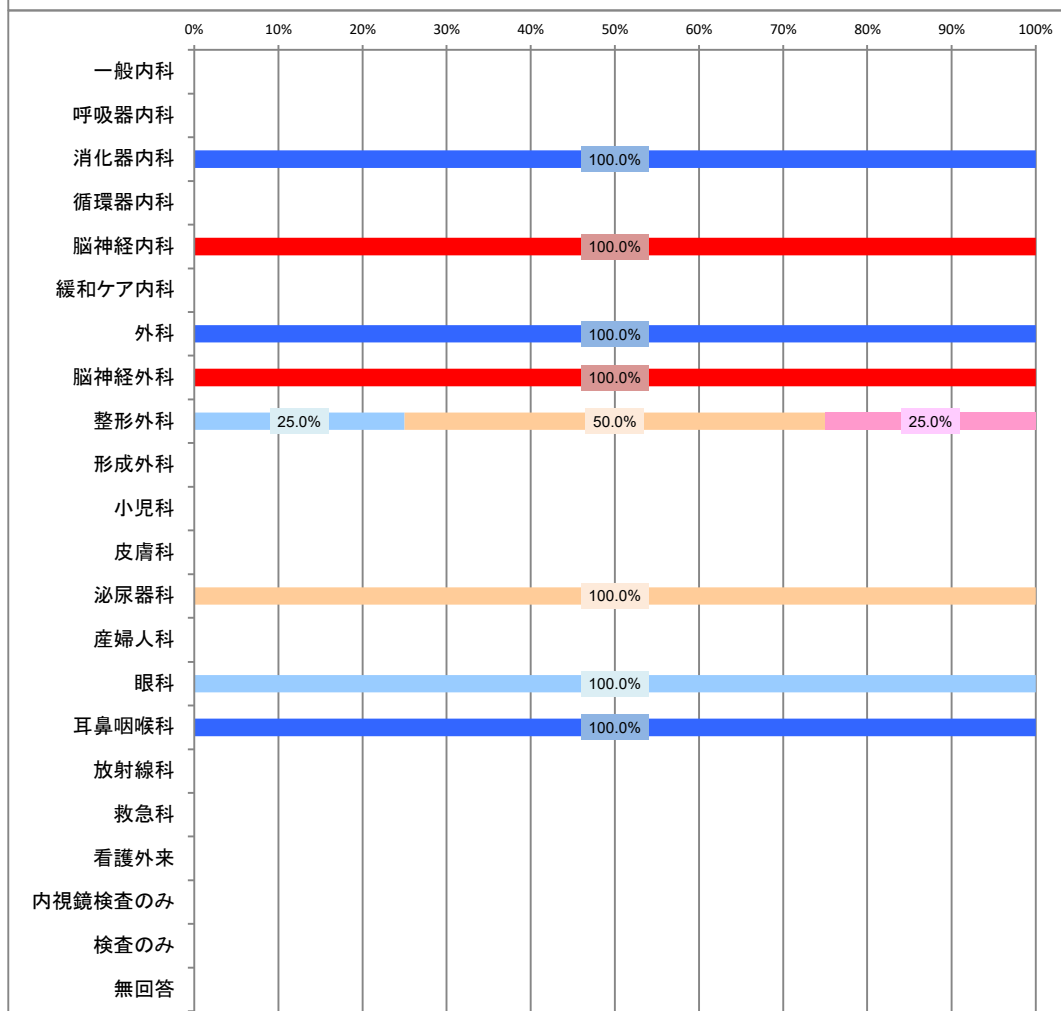 0% 10% 20% 30% 40% 50% 60% 70% 80% 90% 100%
一般内科
呼吸器内科
消化器内科 100.0%
循環器内科
脳神経内科 100.0%
緩和ケア内科
外科 100.0%
脳神経外科 100.0%
整形外科 25.0% 50.0% 25.0%
形成外科
小児科
皮膚科
泌尿器科 100.0%
産婦人科
眼科 100.0%
耳鼻咽喉科 100.0%
放射線科
救急科
看護外来
内視鏡検査のみ
検査のみ
無回答